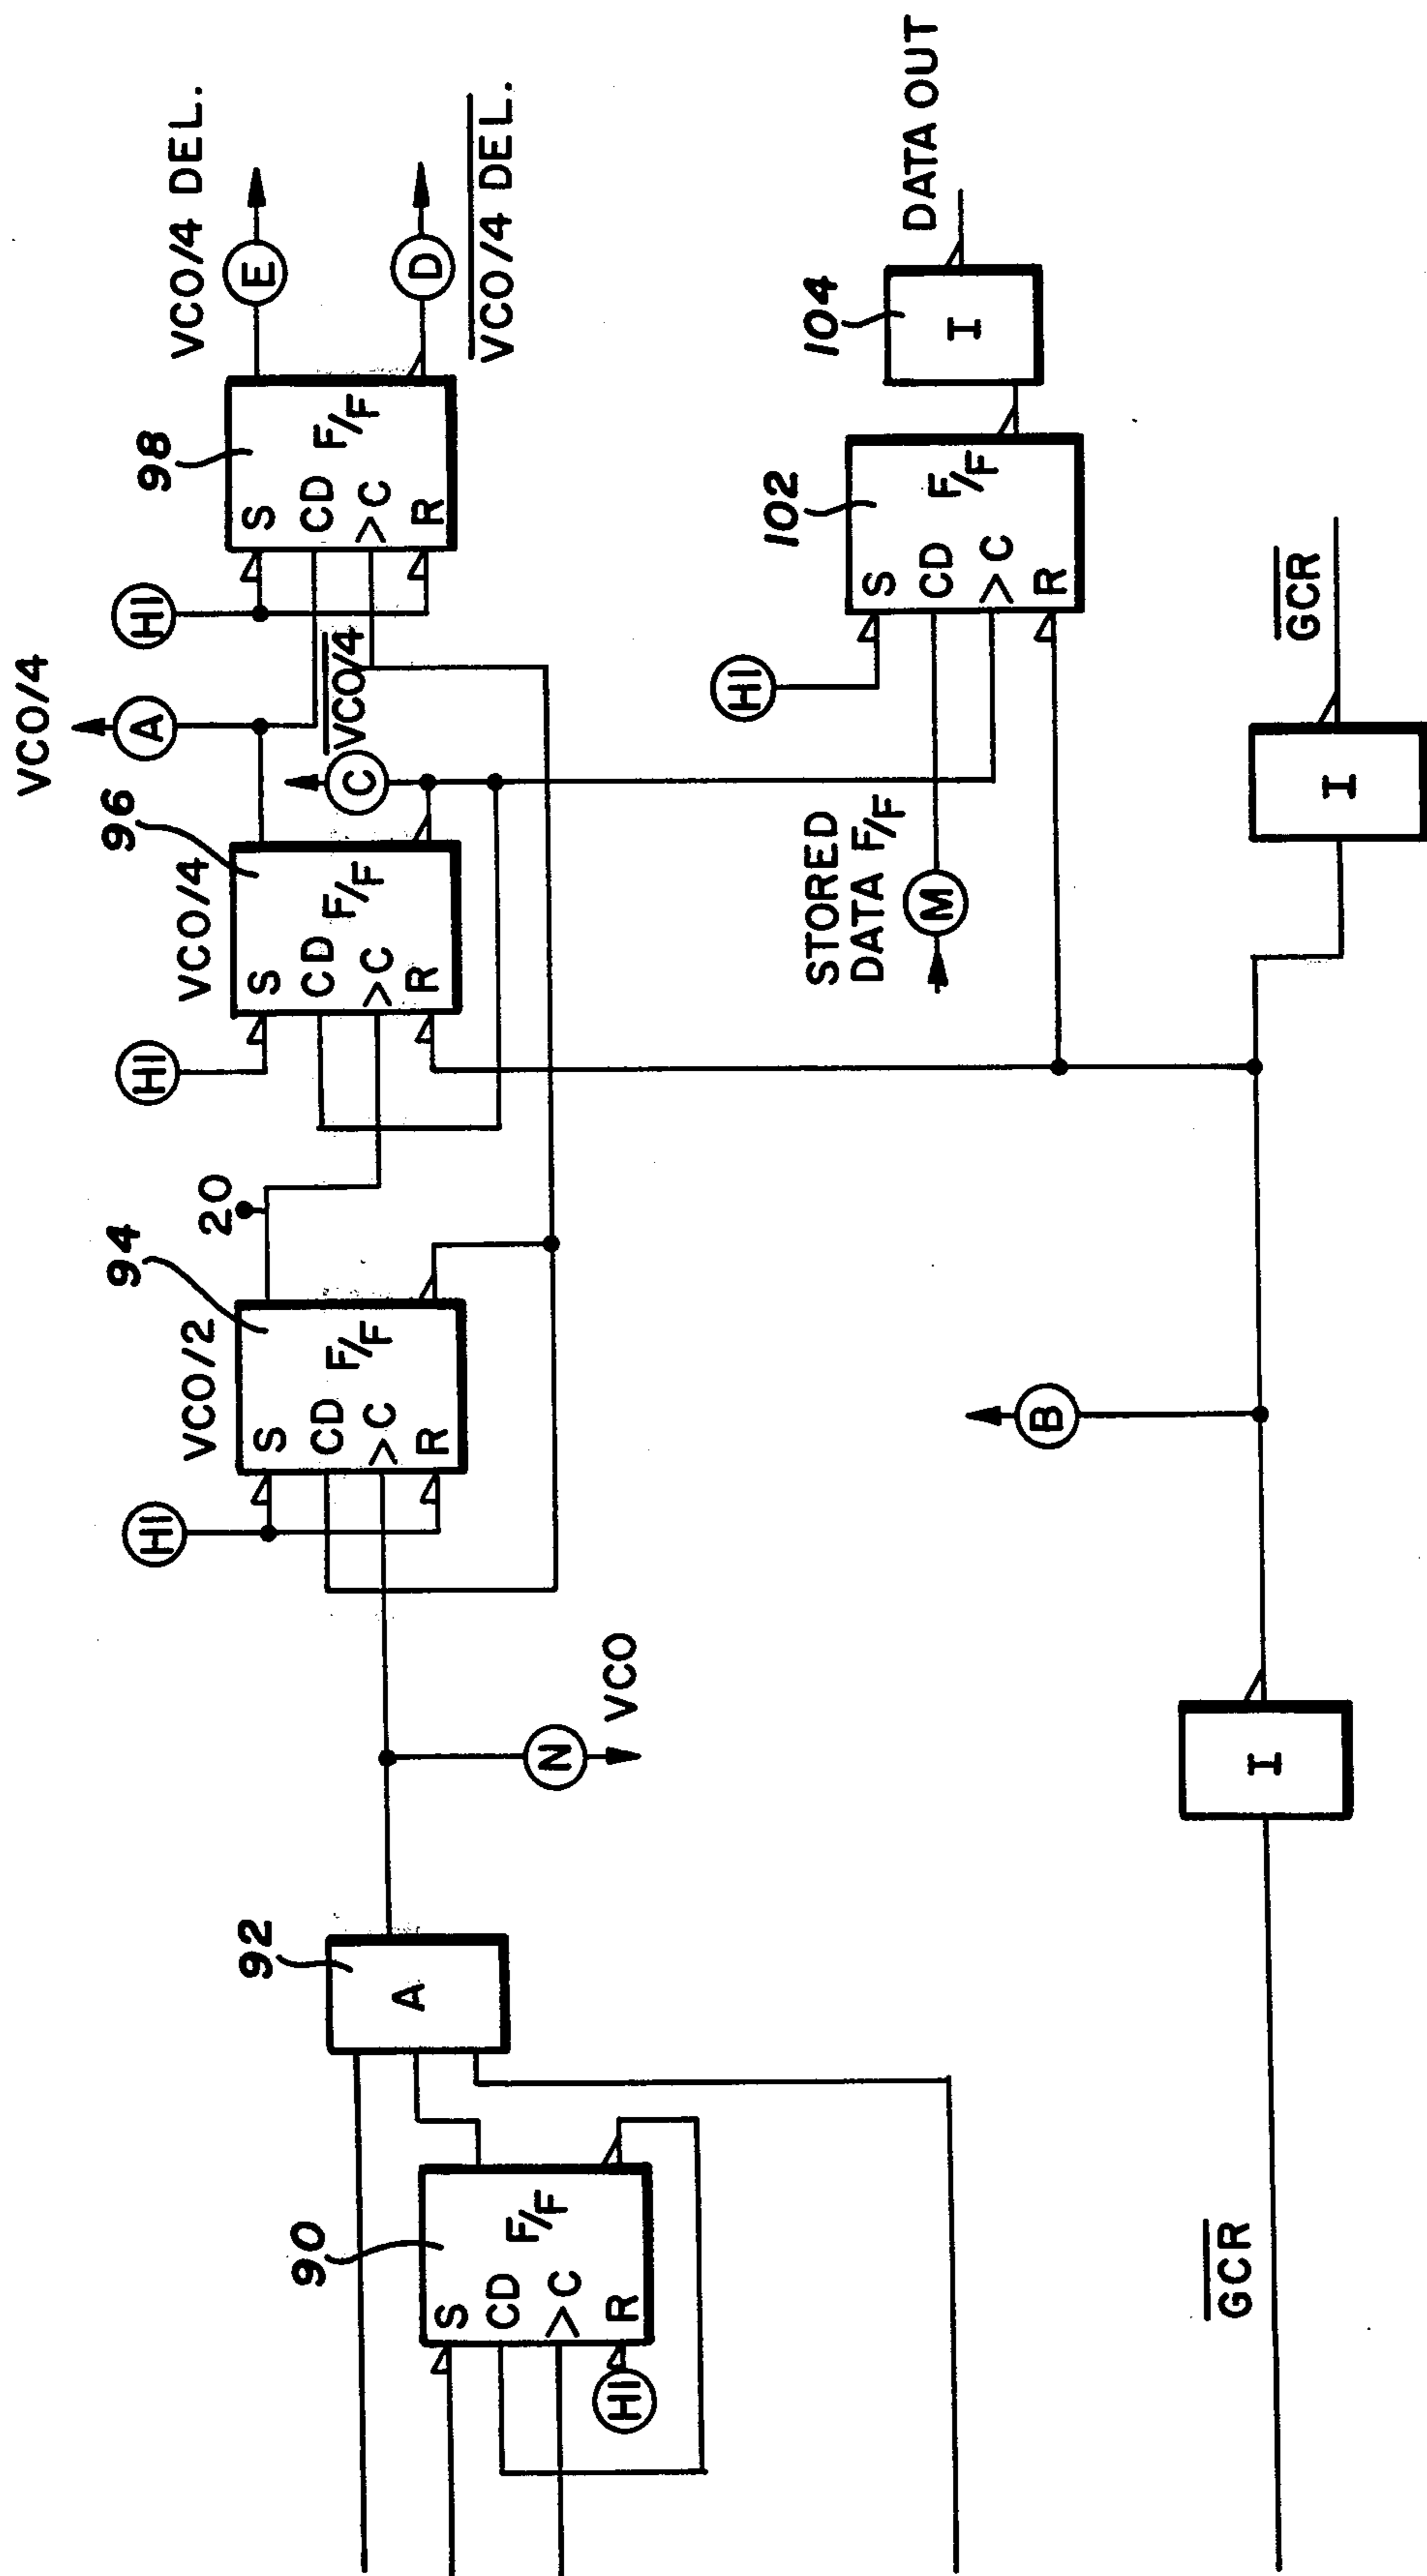 VCO/4 DEL.
E
D
VCO/4 DEL.
98
S
CD
>C
R
F/F
HI
VCO/4
A
C
VCO/4
96
VCO/4
S
CD
>C
R
F/F
HI
20
94
VCO/2
S
CD
>C
R
F/F
HI
N
VCO
92
A
90
S
CD
>C
R
F/F
HI
DATA OUT
104
I
102
S
CD
>C
R
F/F
HI
STORED
DATA F/F
M
GCR
I
B
I
GCR